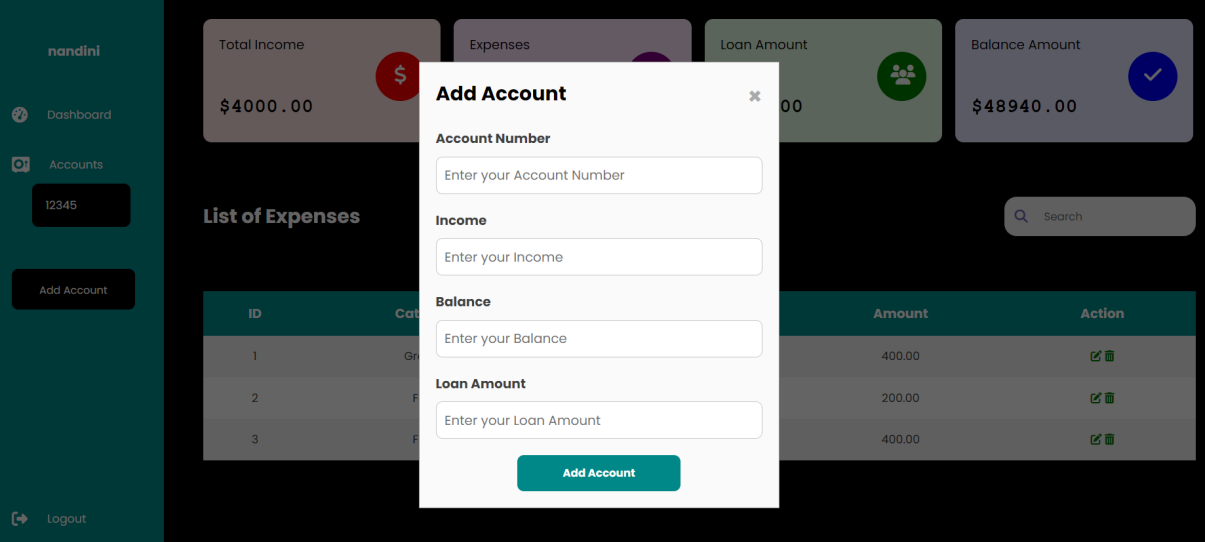 nandini
Dashboard
Accounts
12345
Add Account
Logout
Total Income
$4000.00
Expenses
Loan Amount
00
Balance Amount
$48940.00
List of Expenses
Search
ID
Amount
Action
1
400.00
2
200.00
3
400.00
Add Account
Account Number
Enter your Account Number
Income
Enter your Income
Balance
Enter your Balance
Loan Amount
Enter your Loan Amount
Add Account